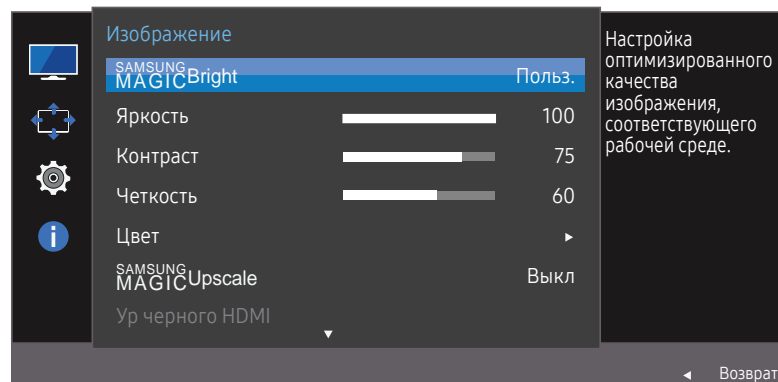 Изображение
SAMSUNG
MAGICBright Польз.
Яркость 100
Контраст 75
Четкость 60
Цвет
SAMSUNG
MAGICUpscale Выкл
Ур черного HDMI
Настройка
оптимизированного
качества
изображения,
соответствующего
рабочей среде.
Возврат